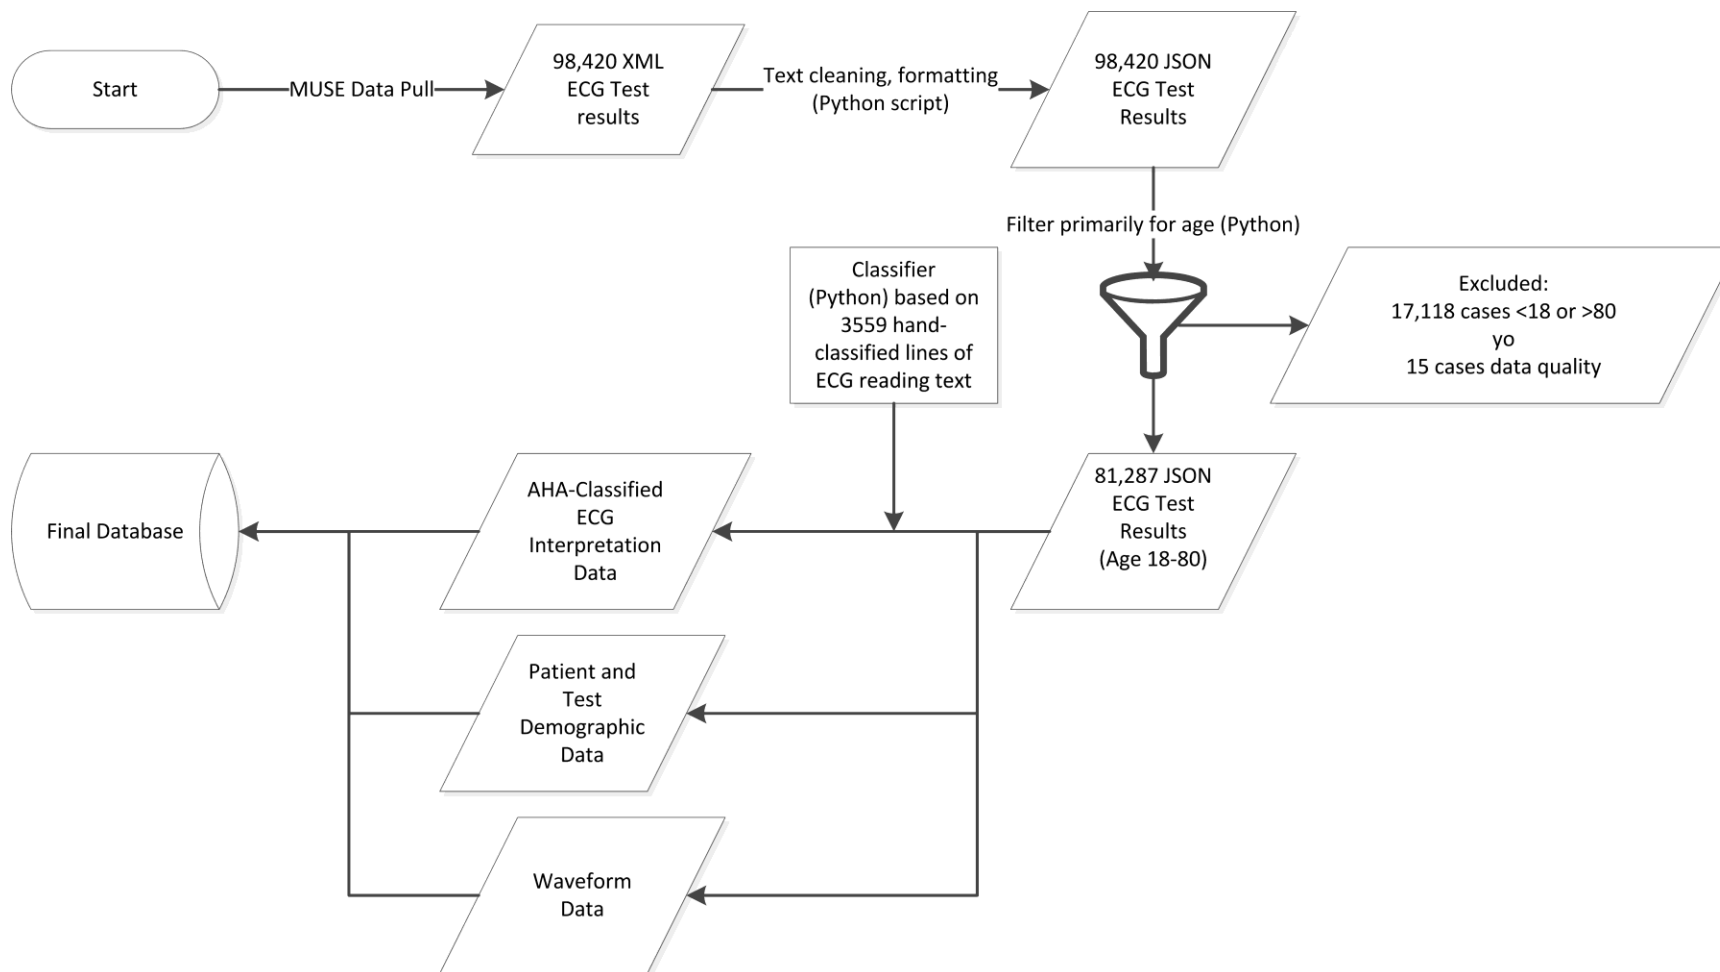 Start
MUSE Data Pull
98,420 XML
ECG Test
results
Text cleaning, formatting
(Python script)
98,420 JSON
ECG Test
Results
Filter primarily for age (Python)
Classifier
(Python) based on
3559 hand-
classified lines of
ECG reading text
Excluded:
17,118 cases <18 or >80
yo
15 cases data quality
Final Database
AHA-Classified
ECG
Interpretation
Data
81,287 JSON
ECG Test
Results
(Age 18-80)
Patient and
Test
Demographic
Data
Waveform
Data